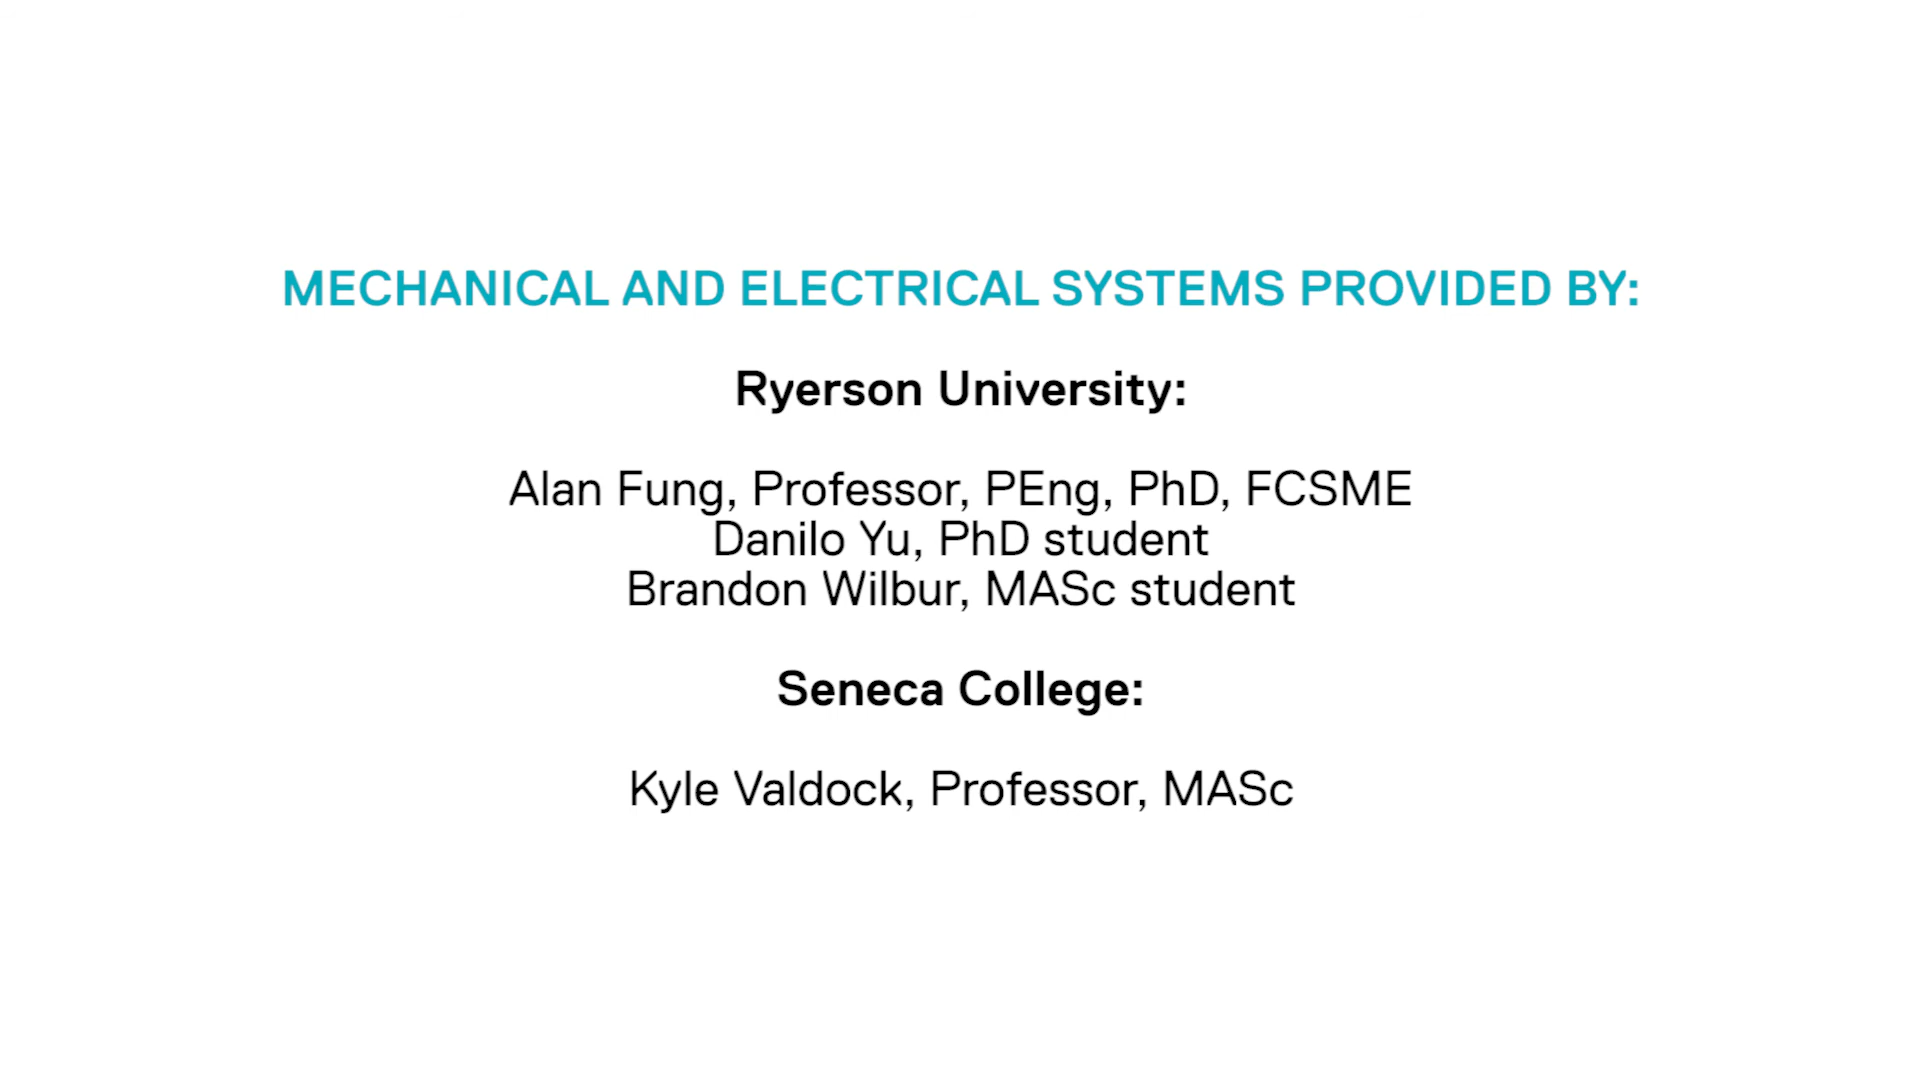 MECHANICAL AND ELECTRICAL SYSTEMS PROVIDED BY:
Ryerson University:
Alan Fung, Professor, PEng, PhD, FCSME
Danilo Yu, PhD student
Brandon Wilbur, MASc student
Seneca College:
Kyle Valdock, Professor, MASc